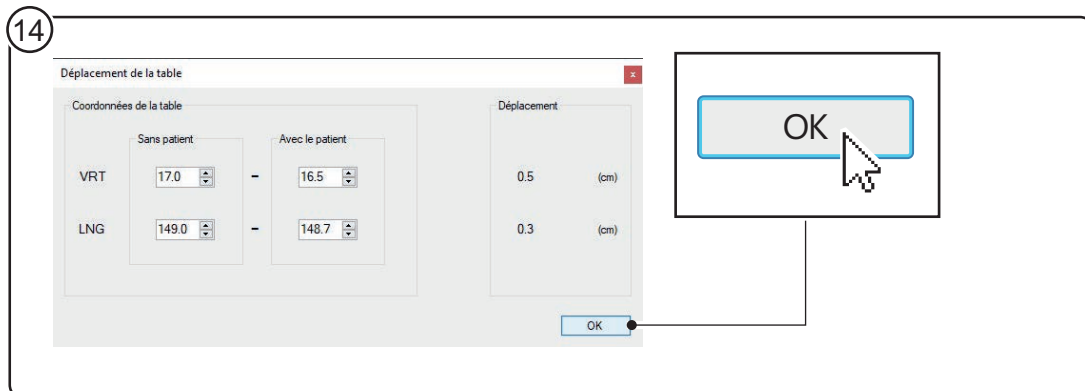 14
Déplacement de la table
x
Coordonnées de la table
Déplacement
Sans patient
Avec le patient
VRT 17.0 - 16.5 0.5 (cm)
LNG 149.0 - 148.7 0.3 (cm)
OK
OK